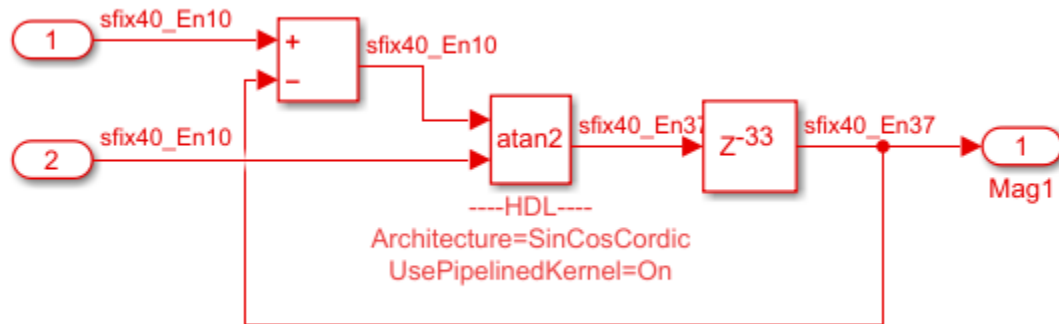 sfix40_En10
1
+
−
sfix40_En10
sfix40_En10
2
atan2
sfix40_En37
Z-33
sfix40_En37
1
Mag1
----HDL----
Architecture=SinCosCordic
UsePipelinedKernel=On